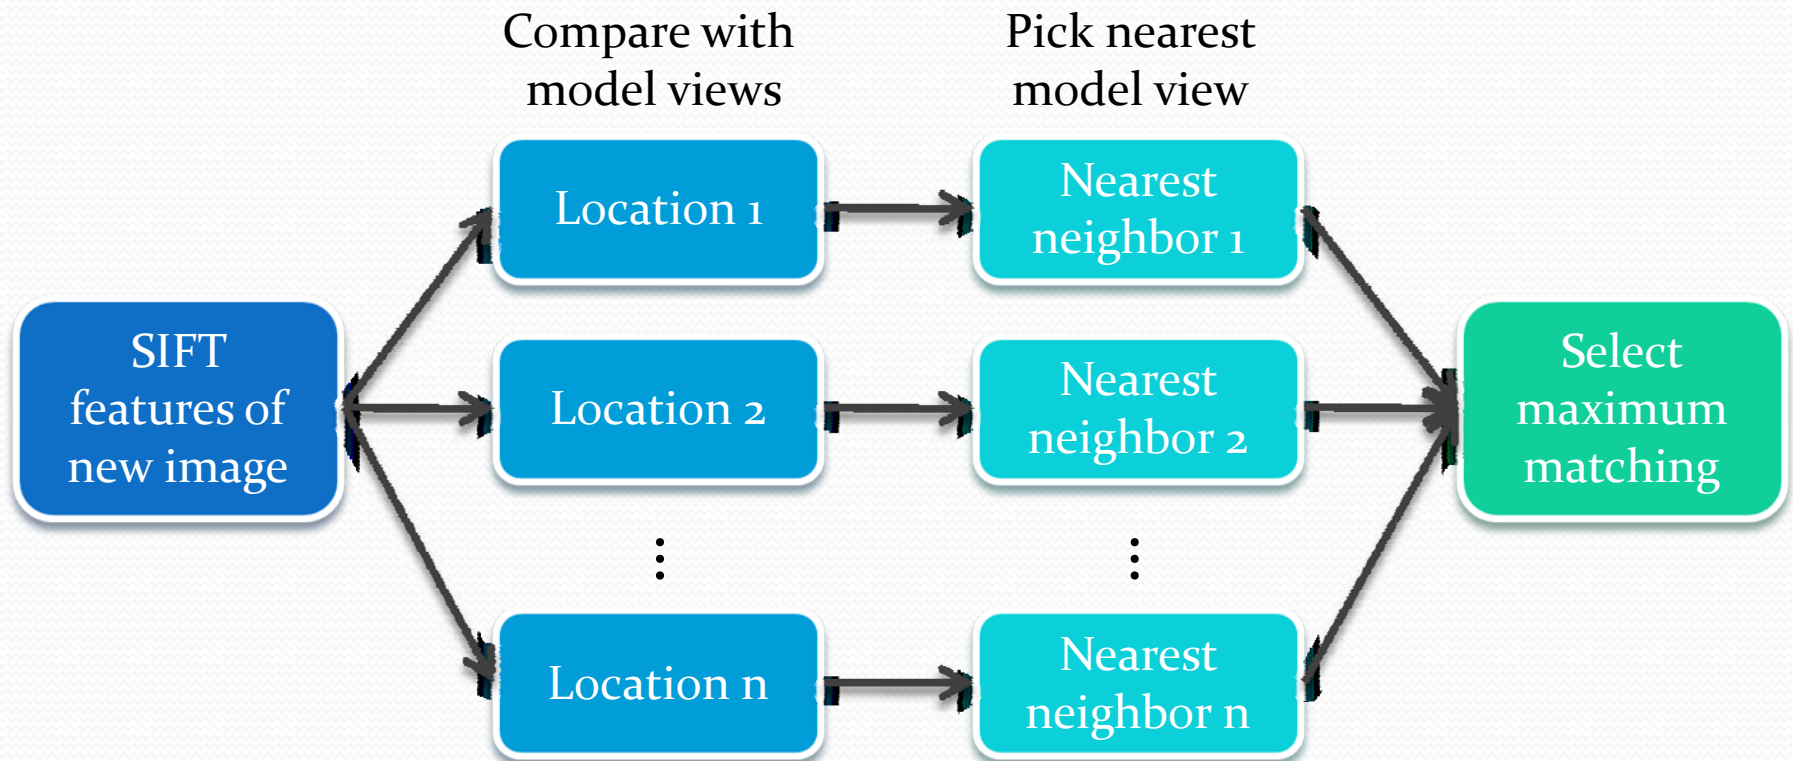 Compare with
model views
Pick nearest
model view
SIFT
features of
new image
Location 1
Nearest
neighbor 1
Location 2
Nearest
neighbor 2
⋮
⋮
Location n
Nearest
neighbor n
Select
maximum
matching